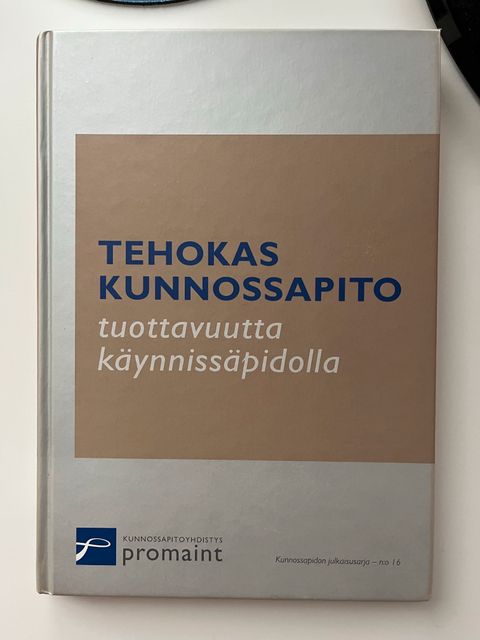 TEHOKAS
KUNNOSSAPITO
tuottavuutta
käynnissäpidolla
KUNNOSSAPITOYHDISTYS
promaint
Kunnossapidon julkaisusarja – n:o 16